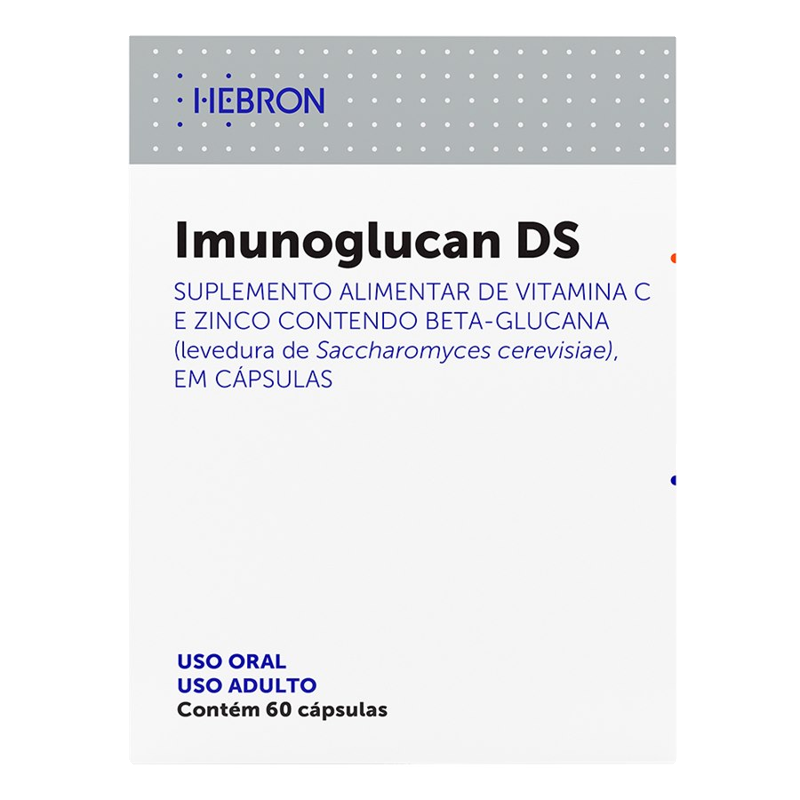 HEBRON
Imunoglucan DS
SUPLEMENTO ALIMENTAR DE VITAMINA C
E ZINCO CONTENDO BETA-GLUCANA
(levedura de Saccharomyces cerevisiae),
EM CÁPSULAS
USO ORAL
USO ADULTO
Contém 60 cápsulas